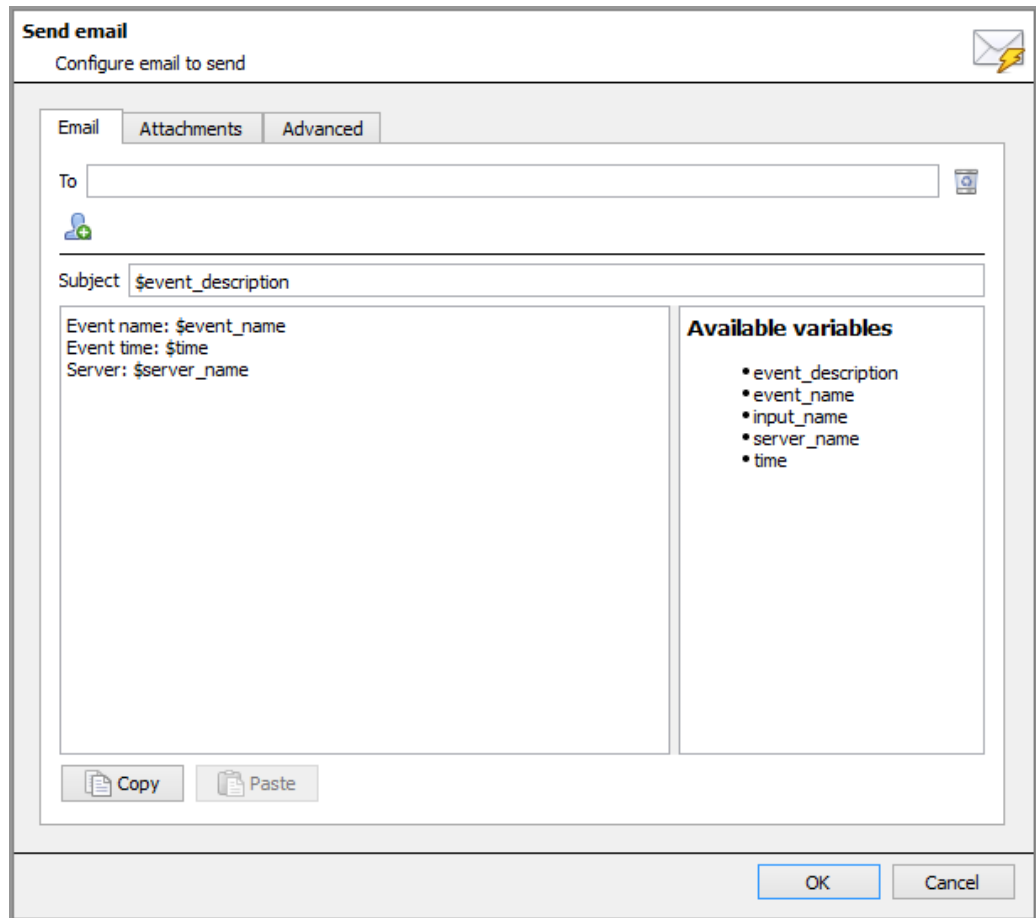 Send email
Configure email to send
Email Attachments Advanced
To
Subject $event_description
Event name: $event_name
Event time: $time
Server: $server_name
Available variables
• event_description
• event_name
• input_name
• server_name
• time
Copy Paste
OK Cancel